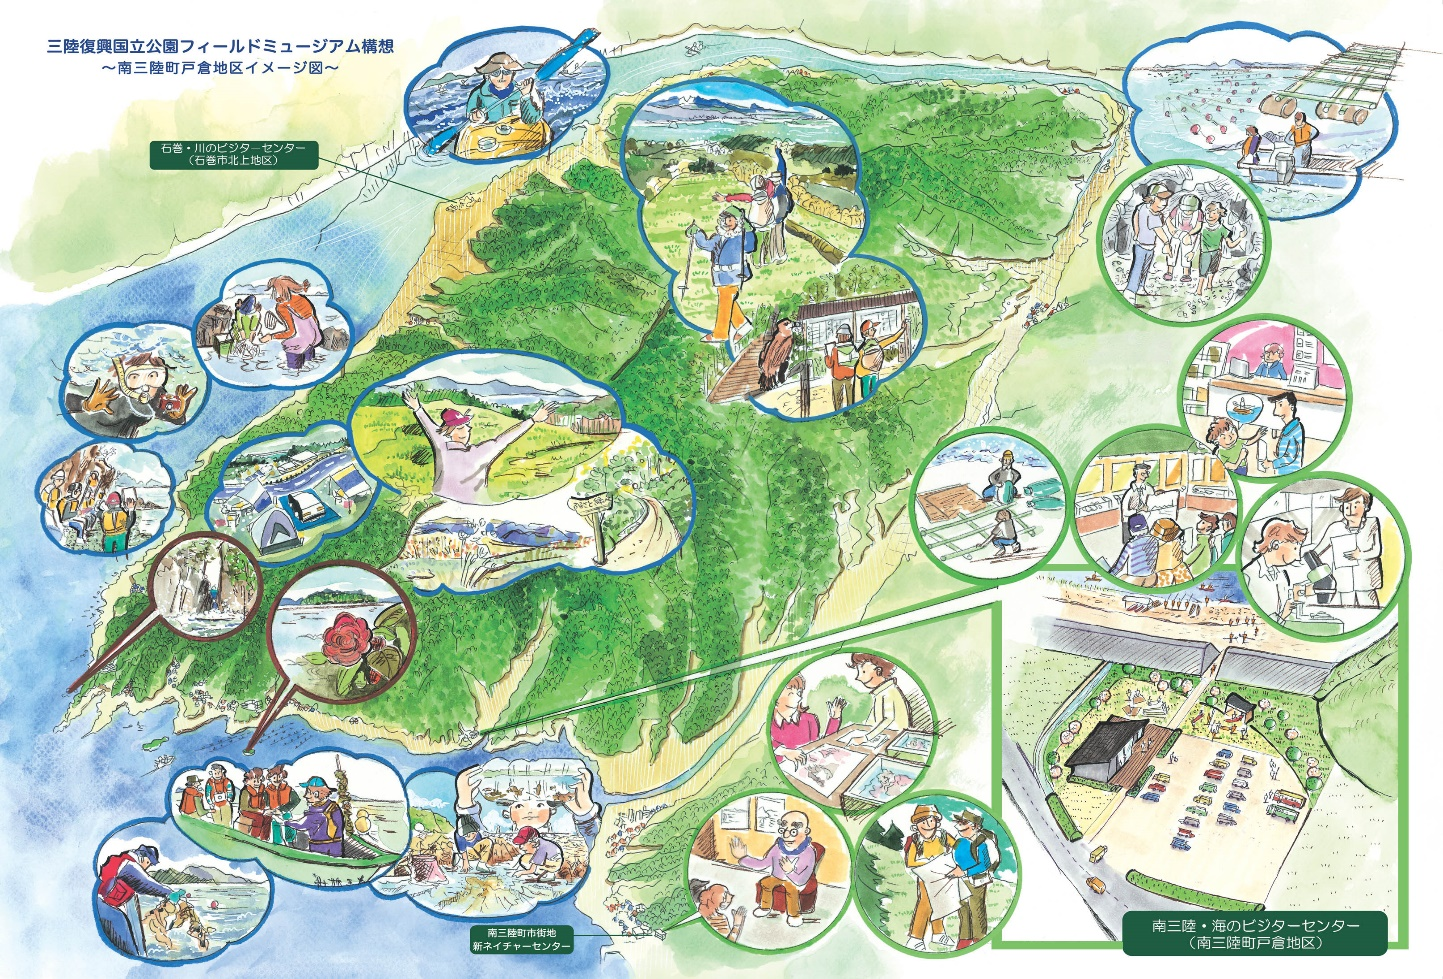 三陸復興国立公園フィールドミュージアム構想
～南三陸町戸倉地区イメージ図～
石巻・川のビジターセンター
（石巻市北上地区）
南三陸町市街地
新ネイチャーセンター
南三陸・海のビジターセンター
（南三陸町戸倉地区）